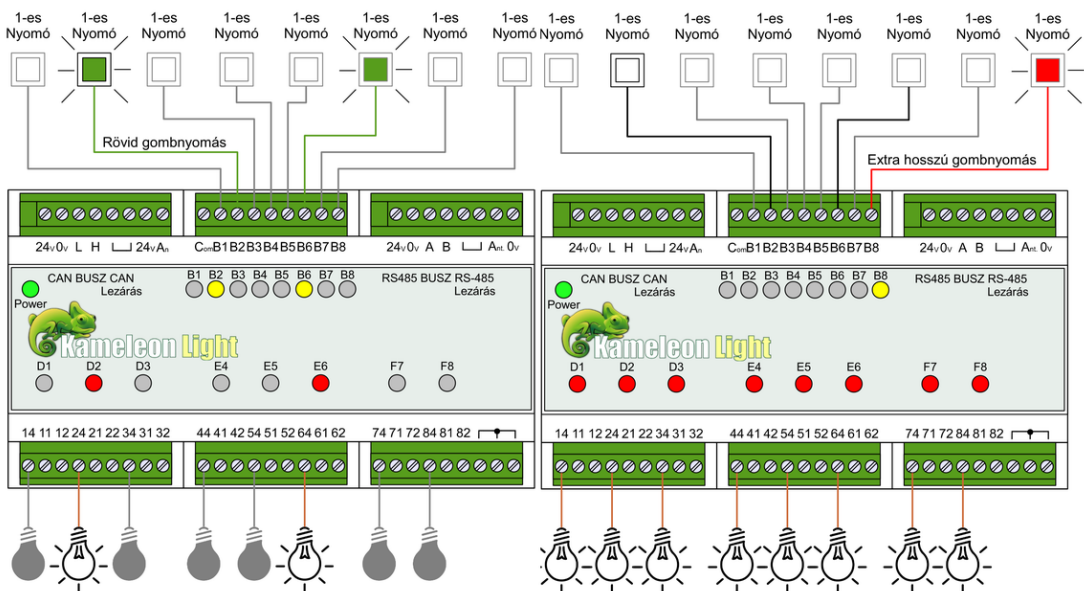 1-es 1-es 1-es 1-es 1-es 1-es 1-es 1-es 1-es 1-es 1-es 1-es 1-es 1-es 1-es 1-es
Nyomó Nyomó Nyomó Nyomó Nyomó Nyomó Nyomó Nyomó Nyomó Nyomó Nyomó Nyomó Nyomó Nyomó Nyomó Nyomó
Rövid gombnyomás
Extra hosszú gombnyomás
24v 0v L H 24v An Com B1 B2 B3 B4 B5 B6 B7 B8 24v 0v A B Ant. 0v
CAN BUSZ CAN B1 B2 B3 B4 B5 B6 B7 B8 RS485 BUSZ RS-485
Lezárás Lezárás
Power
Kameleon Light
D1 D2 D3 E4 E5 E6 F7 F8
14 11 12 24 21 22 34 31 32 44 41 42 54 51 52 64 61 62 74 71 72 84 81 82
24v 0v L H 24v An Com B1 B2 B3 B4 B5 B6 B7 B8 24v 0v A B Ant. 0v
CAN BUSZ CAN B1 B2 B3 B4 B5 B6 B7 B8 RS485 BUSZ RS-485
Lezárás Lezárás
Power
Kameleon Light
D1 D2 D3 E4 E5 E6 F7 F8
14 11 12 24 21 22 34 31 32 44 41 42 54 51 52 64 61 62 74 71 72 84 81 82